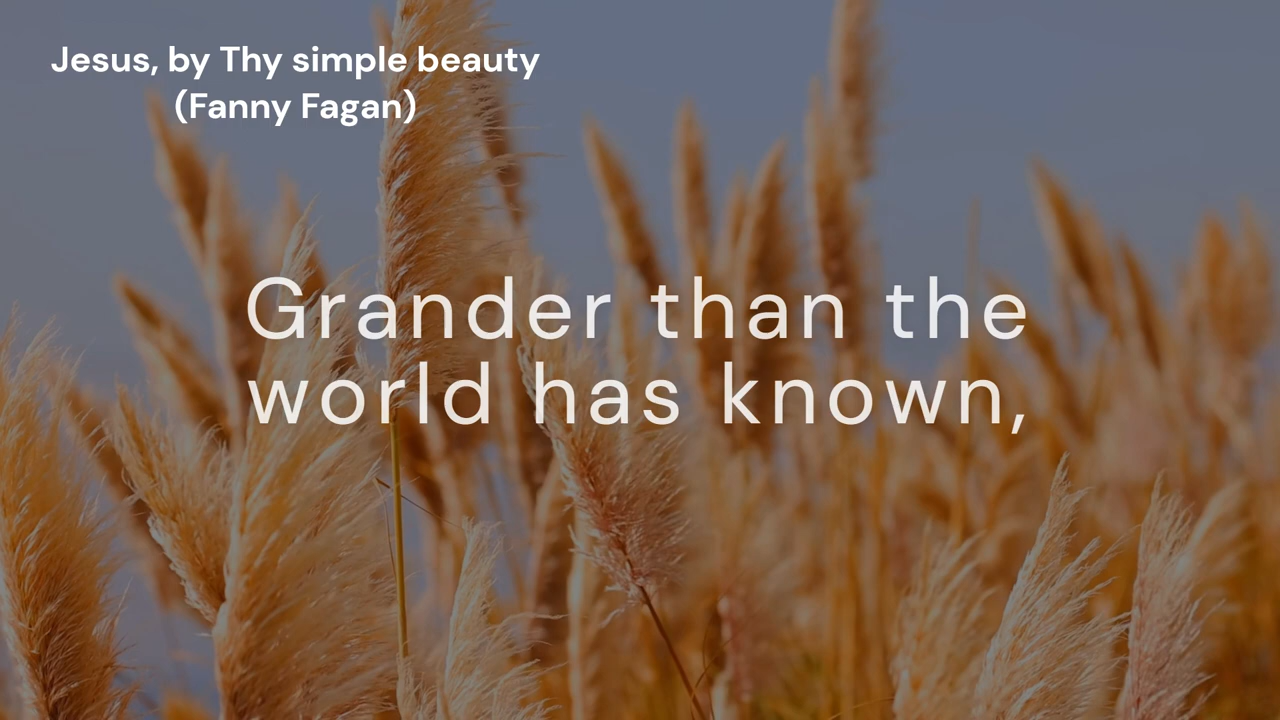 Jesus, by Thy simple beauty
(Fanny Fagan)
Grander than the
world has known,